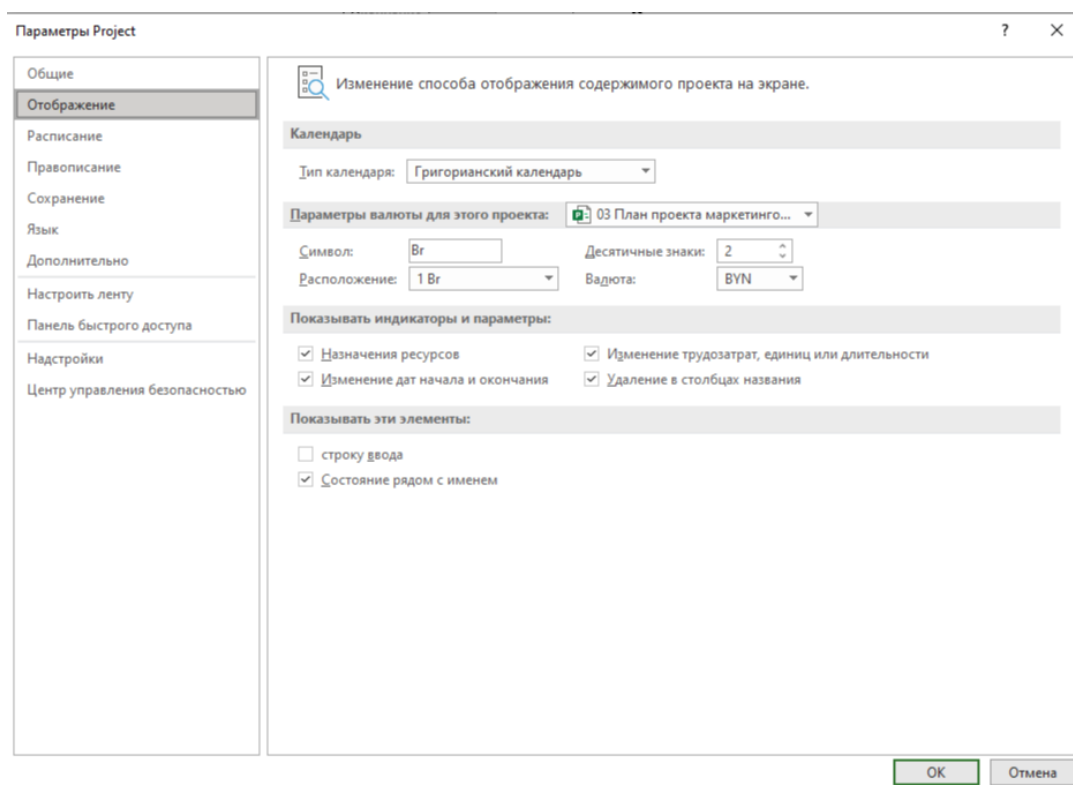 Параметры Project ? ✕
Общие
Отображение
Расписание
Правописание
Сохранение
Язык
Дополнительно
Настроить ленту
Панель быстрого доступа
Надстройки
Центр управления безопасностью
Изменение способа отображения содержимого проекта на экране.
Календарь
Тип календаря: Григорианский календарь
Параметры валюты для этого проекта: 03 План проекта маркетинго...
Символ: Br Десятичные знаки: 2
Расположение: 1 Br Валюта: BYN
Показывать индикаторы и параметры:
Назначения ресурсов Изменение трудозатрат, единиц или длительности
Изменение дат начала и окончания Удаление в столбцах названия
Показывать эти элементы:
строку ввода
Состояние рядом с именем
OK Отмена